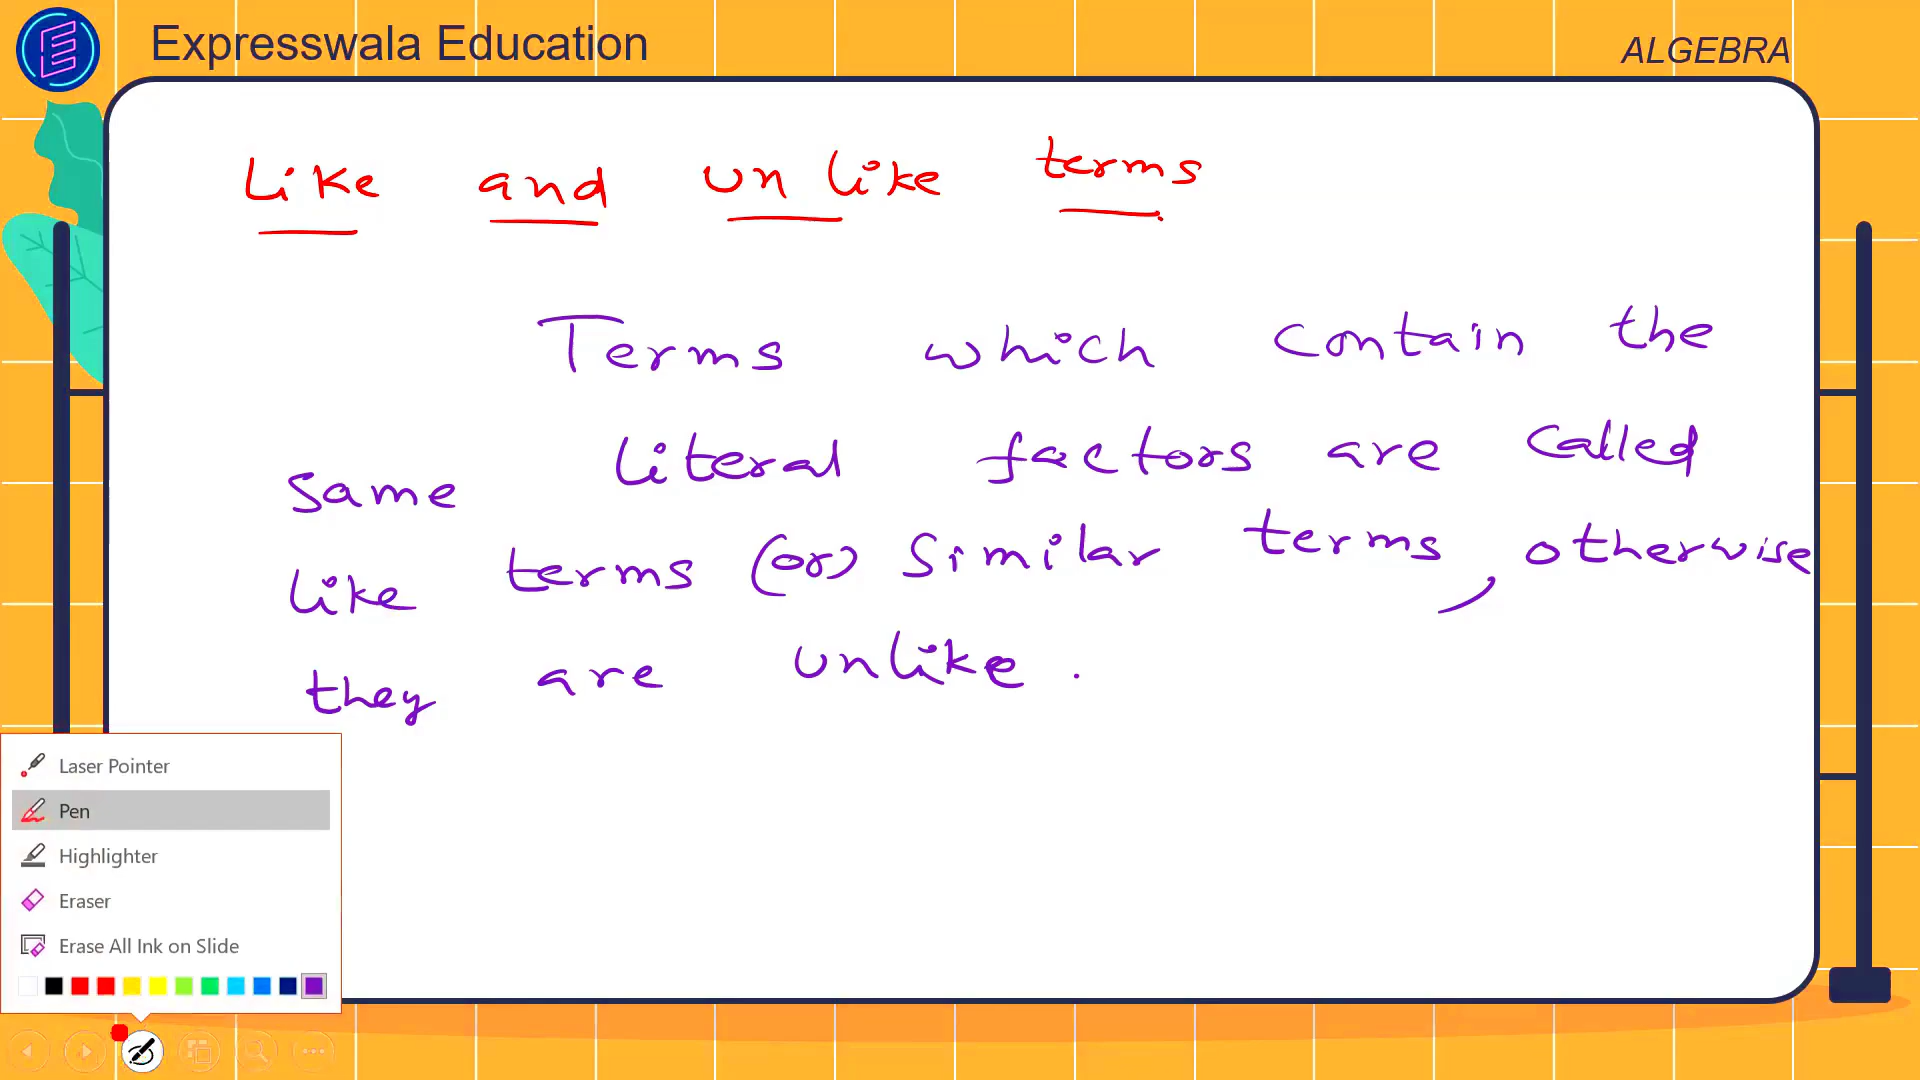 Expresswala Education
ALGEBRA
Like and un like terms
Terms which contain the
same literal factors are called
like terms (or) similar terms, otherwise
they are unlike.
Laser Pointer
Pen
Highlighter
Eraser
Erase All Ink on Slide